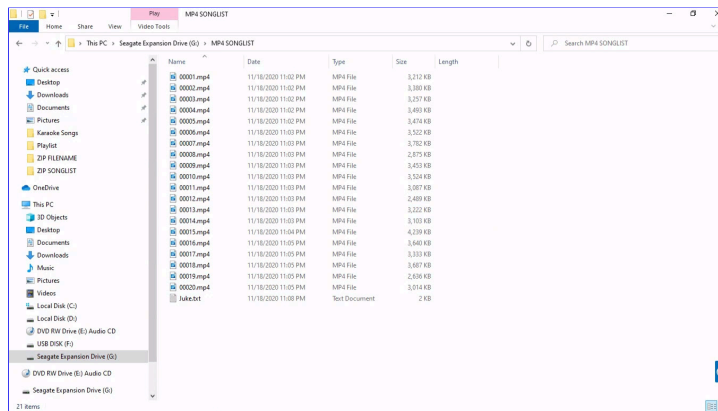 Play
MP4 SONGLIST
File Home Share View Video Tools
This PC > Seagate Expansion Drive (G:) > MP4 SONGLIST
Search MP4 SONGLIST
Quick access
Desktop
Downloads
Documents
Pictures
Karaoke Songs
Playlist
ZIP FILENAME
ZIP SONGLIST
OneDrive
This PC
3D Objects
Desktop
Documents
Downloads
Music
Pictures
Videos
Local Disk (C:)
Local Disk (D:)
DVD RW Drive (E:) Audio CD
USB DISK (F:)
Seagate Expansion Drive (G:)
DVD RW Drive (E:) Audio CD
Seagate Expansion Drive (G:)
Name Date Type Size Length
00001.mp4 11/18/2020 11:02 PM MP4 File 3,212 KB
00002.mp4 11/18/2020 11:02 PM MP4 File 3,380 KB
00003.mp4 11/18/2020 11:02 PM MP4 File 3,257 KB
00004.mp4 11/18/2020 11:02 PM MP4 File 3,493 KB
00005.mp4 11/18/2020 11:02 PM MP4 File 3,474 KB
00006.mp4 11/18/2020 11:03 PM MP4 File 3,522 KB
00007.mp4 11/18/2020 11:03 PM MP4 File 3,782 KB
00008.mp4 11/18/2020 11:03 PM MP4 File 2,875 KB
00009.mp4 11/18/2020 11:03 PM MP4 File 3,453 KB
00010.mp4 11/18/2020 11:03 PM MP4 File 3,524 KB
00011.mp4 11/18/2020 11:03 PM MP4 File 3,087 KB
00012.mp4 11/18/2020 11:03 PM MP4 File 2,489 KB
00013.mp4 11/18/2020 11:03 PM MP4 File 3,222 KB
00014.mp4 11/18/2020 11:03 PM MP4 File 3,103 KB
00015.mp4 11/18/2020 11:04 PM MP4 File 4,239 KB
00016.mp4 11/18/2020 11:05 PM MP4 File 3,640 KB
00017.mp4 11/18/2020 11:05 PM MP4 File 3,333 KB
00018.mp4 11/18/2020 11:05 PM MP4 File 3,687 KB
00019.mp4 11/18/2020 11:05 PM MP4 File 2,636 KB
00020.mp4 11/18/2020 11:05 PM MP4 File 3,014 KB
Juke.txt 11/18/2020 11:08 PM Text Document 2 KB
21 items